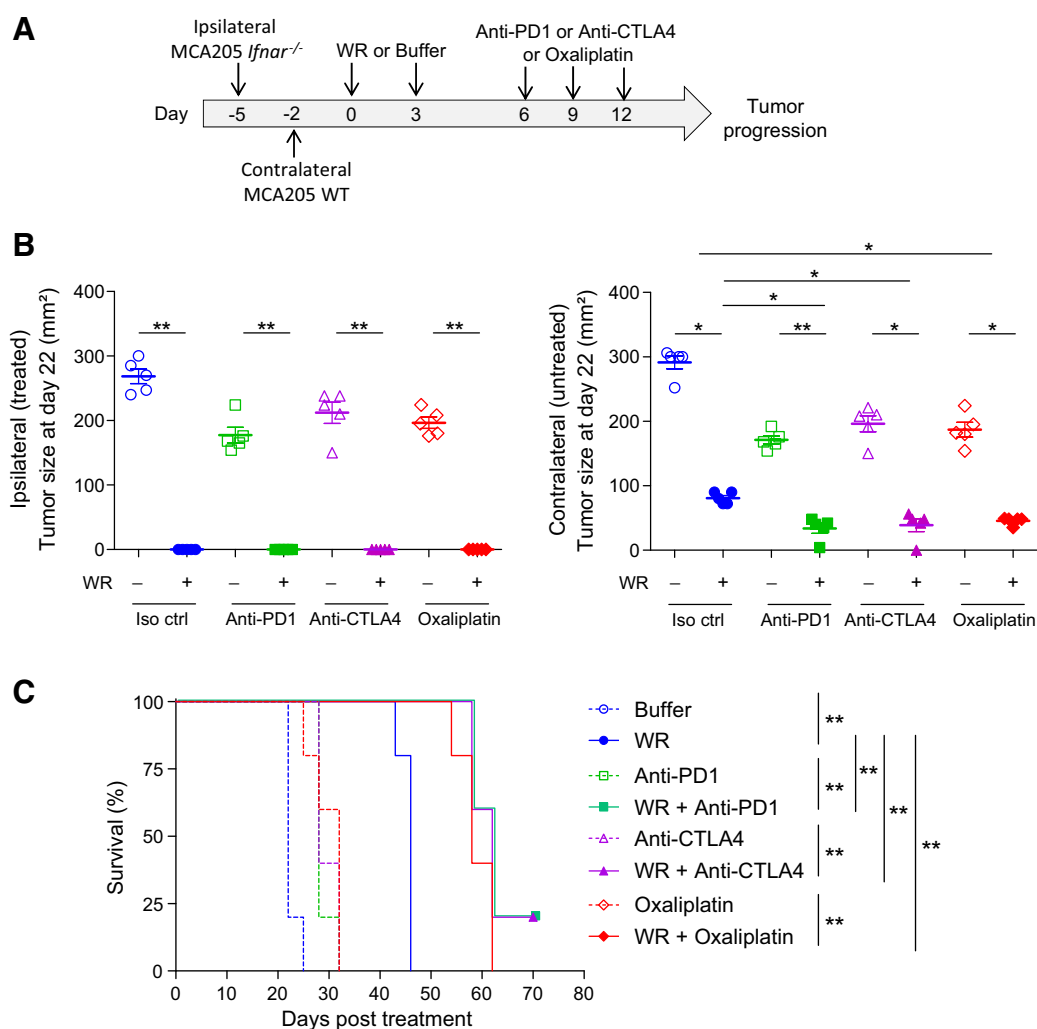 A
Ipsilateral
MCA205 Ifnar-/-
WR or Buffer
Anti-PD1 or Anti-CTLA4
or Oxaliplatin
Day
-5 -2 0 3 6 9 12
Tumor
progression
Contralateral
MCA205 WT
B
Ipsilateral (treated)
Tumor size at day 22 (mm²)
400
300
200
100
0
** ** ** **
WR – + – + – + – +
Iso ctrl Anti-PD1 Anti-CTLA4 Oxaliplatin
Contralateral (untreated)
Tumor size at day 22 (mm²)
400
300
200
100
0
*
*
*
* ** * *
WR – + – + – + – +
Iso ctrl Anti-PD1 Anti-CTLA4 Oxaliplatin
C
Survival (%)
100
75
50
25
0
0 10 20 30 40 50 60 70 80
Days post treatment
Buffer
WR
Anti-PD1
WR + Anti-PD1
Anti-CTLA4
WR + Anti-CTLA4
Oxaliplatin
WR + Oxaliplatin
**
**
**
**
**
**
**